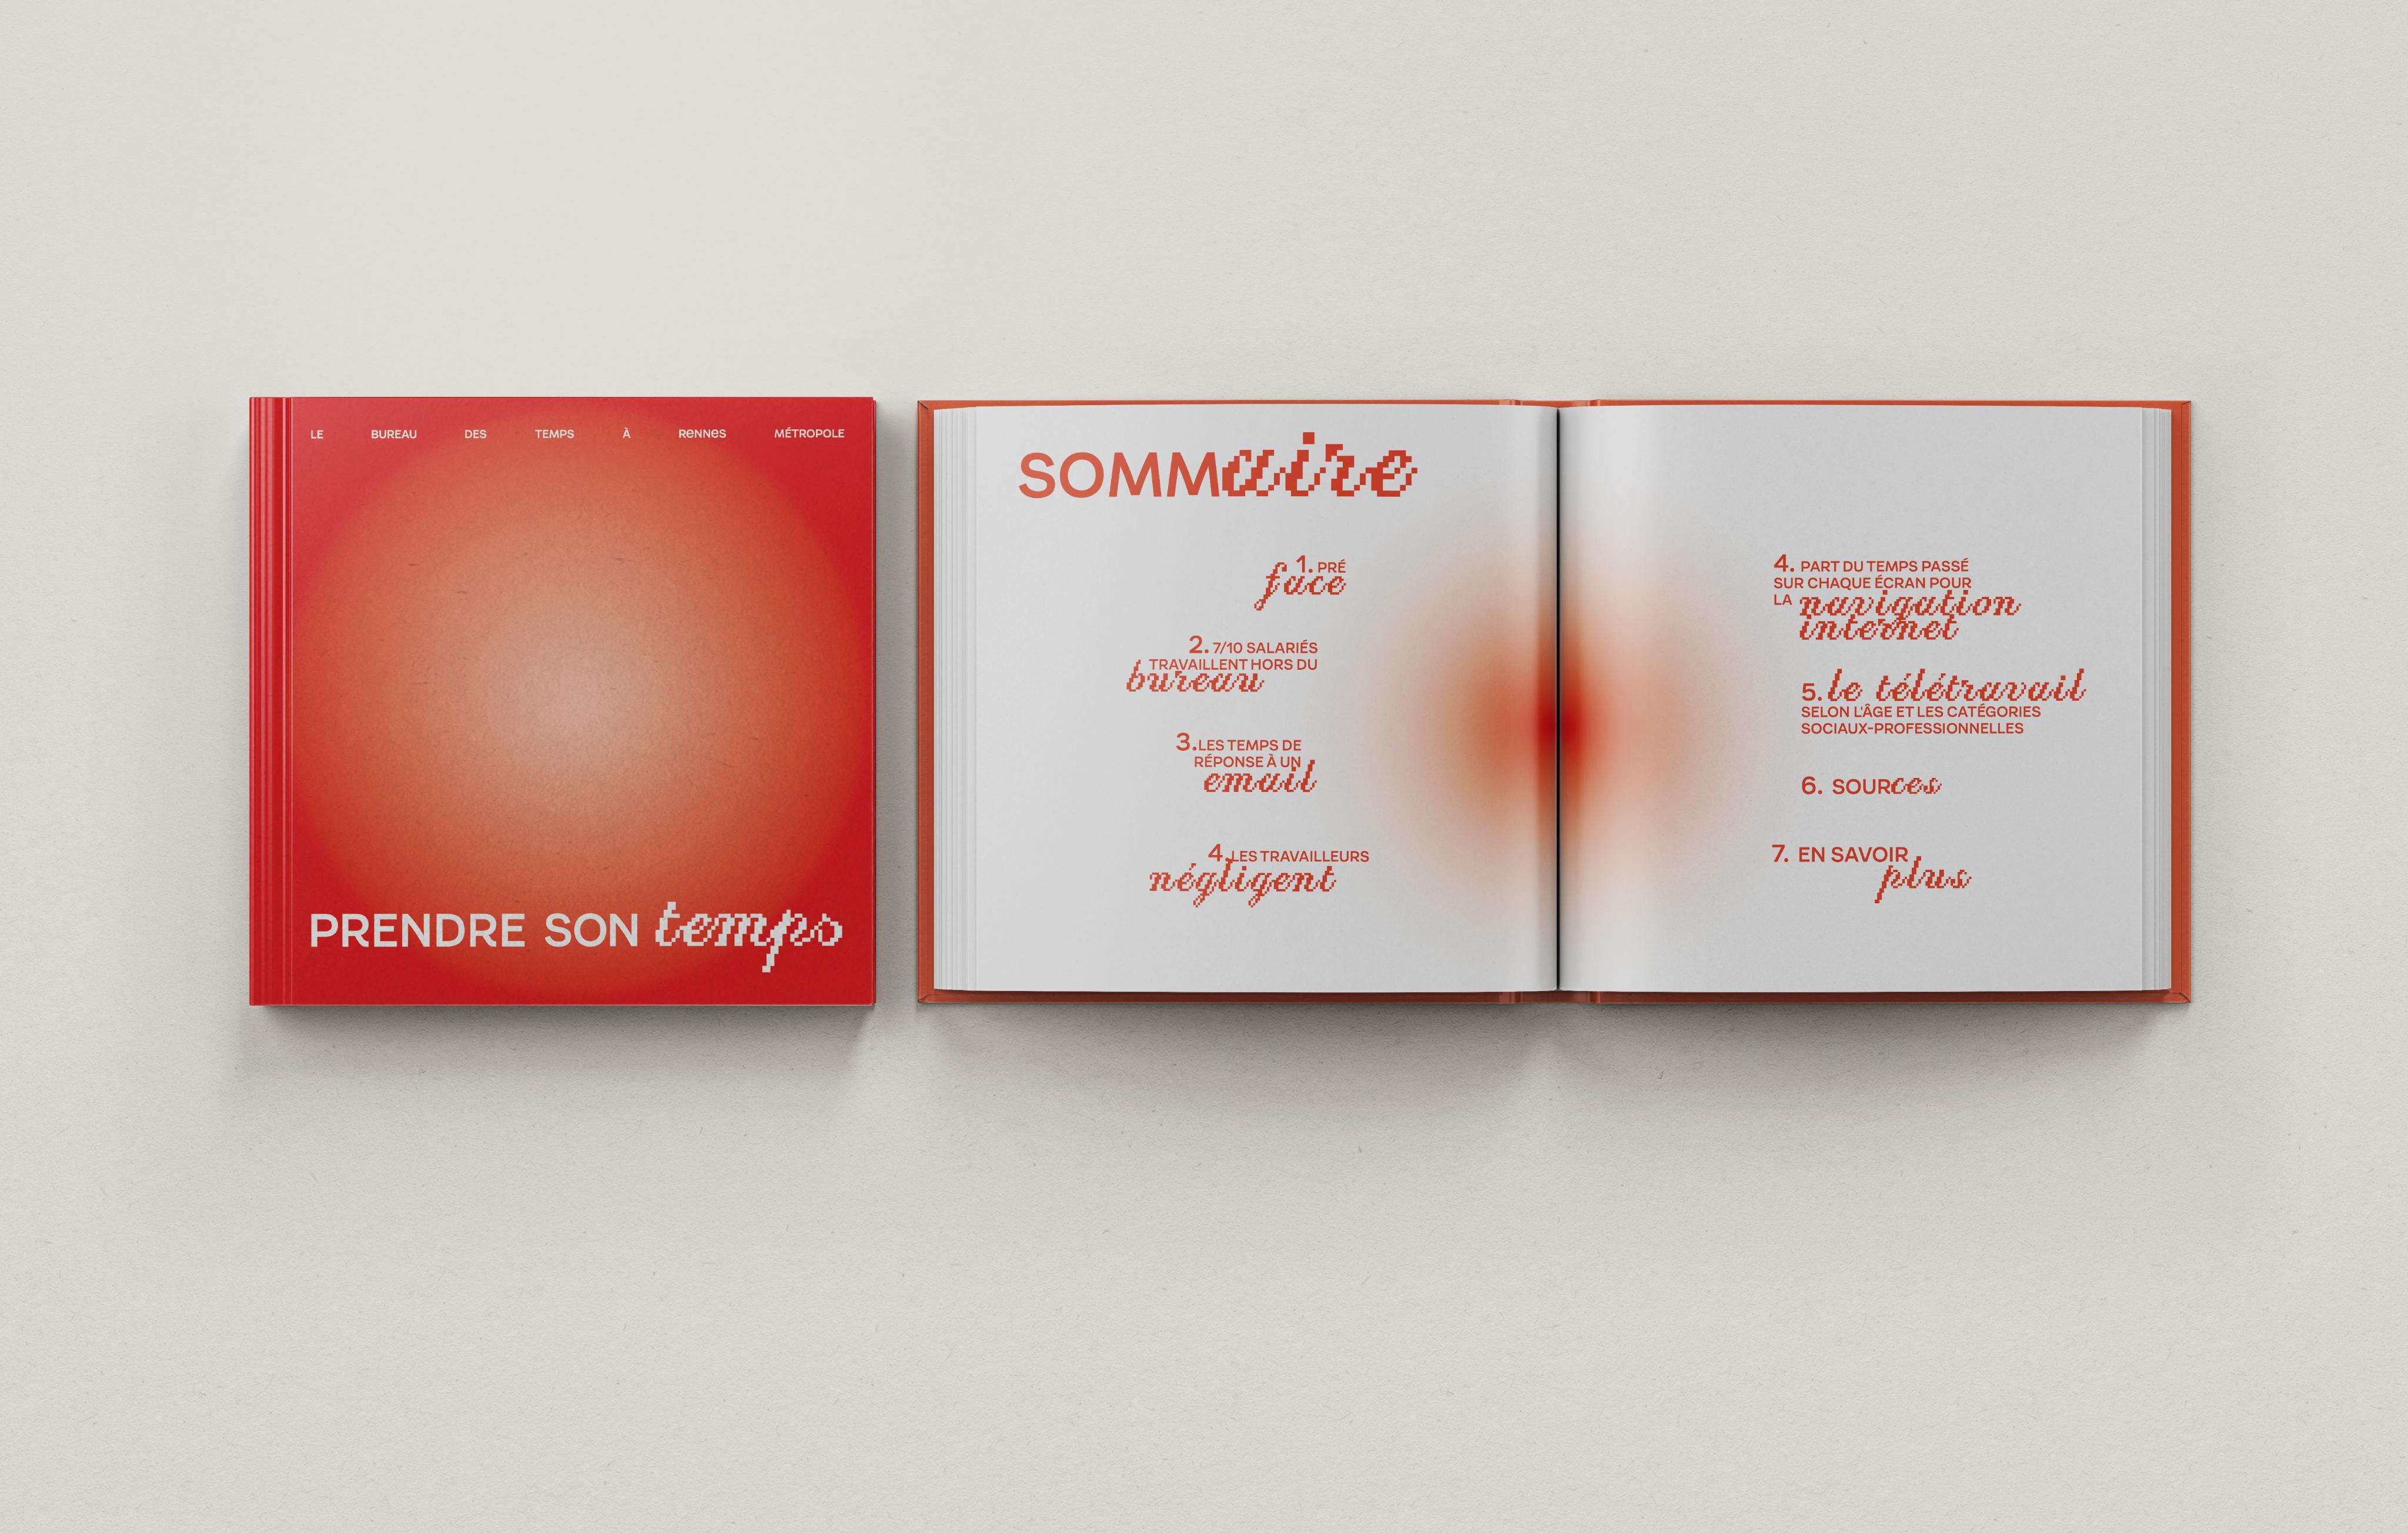 LE BUREAU DES TEMPS À RENNES MÉTROPOLE
PRENDRE SON temps
SOMMaire
1. PRÉ
face
2. 7/10 SALARIÉS
TRAVAILLENT HORS DU
bureau
3. LES TEMPS DE
RÉPONSE À UN
email
4. LES TRAVAILLEURS
négligent
4. PART DU TEMPS PASSÉ
SUR CHAQUE ÉCRAN POUR
LA navigation
internet
5. le télétravail
SELON L'ÂGE ET LES CATÉGORIES
SOCIAUX-PROFESSIONNELLES
6. SOURces
7. EN SAVOIR
plus